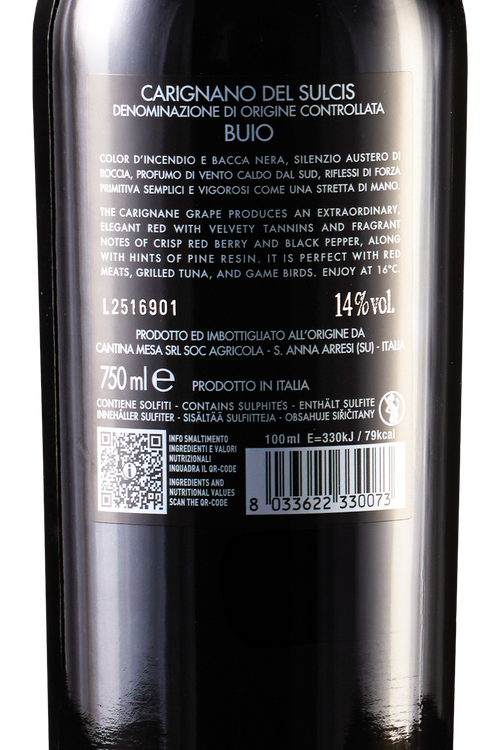 CARIGNANO DEL SULCIS
DENOMINAZIONE DI ORIGINE CONTROLLATA
BUIO
COLOR D'INCENDIO E BACCA NERA, SILENZIO AUSTERO DI
ROCCIA, PROFUMO DI VENTO CALDO DAL SUD, RIFLESSI DI FORZA
PRIMITIVA SEMPLICI E VIGOROSI COME UNA STRETTA DI MANO.
THE CARIGNANE GRAPE PRODUCES AN EXTRAORDINARY,
ELEGANT RED WITH VELVETY TANNINS AND FRAGRANT
NOTES OF CRISP RED BERRY AND BLACK PEPPER, ALONG
WITH HINTS OF PINE RESIN. IT IS PERFECT WITH RED
MEATS, GRILLED TUNA, AND GAME BIRDS. ENJOY AT 16°C.
L2516901
14%vol.
PRODOTTO ED IMBOTTIGLIATO ALL'ORIGINE DA
CANTINA MESA SRL SOC AGRICOLA - S. ANNA ARRESI (SU) - ITALIA
750 ml e PRODOTTO IN ITALIA
CONTIENE SOLFITI - CONTAINS SULPHITES - ENTHÄLT SULFITE
INNEHÅLLER SULFITER - SISÄLTÄÄ SULFIITTEJA - OBSAHUJE SIŘIČITANY
INFO SMALTIMENTO
INGREDIENTI E VALORI
NUTRIZIONALI
INQUADRA IL QR-CODE
INGREDIENTS AND
NUTRITIONAL VALUES
SCAN THE QR-CODE
100ml E=330kJ / 79kcal
8 033622 330073